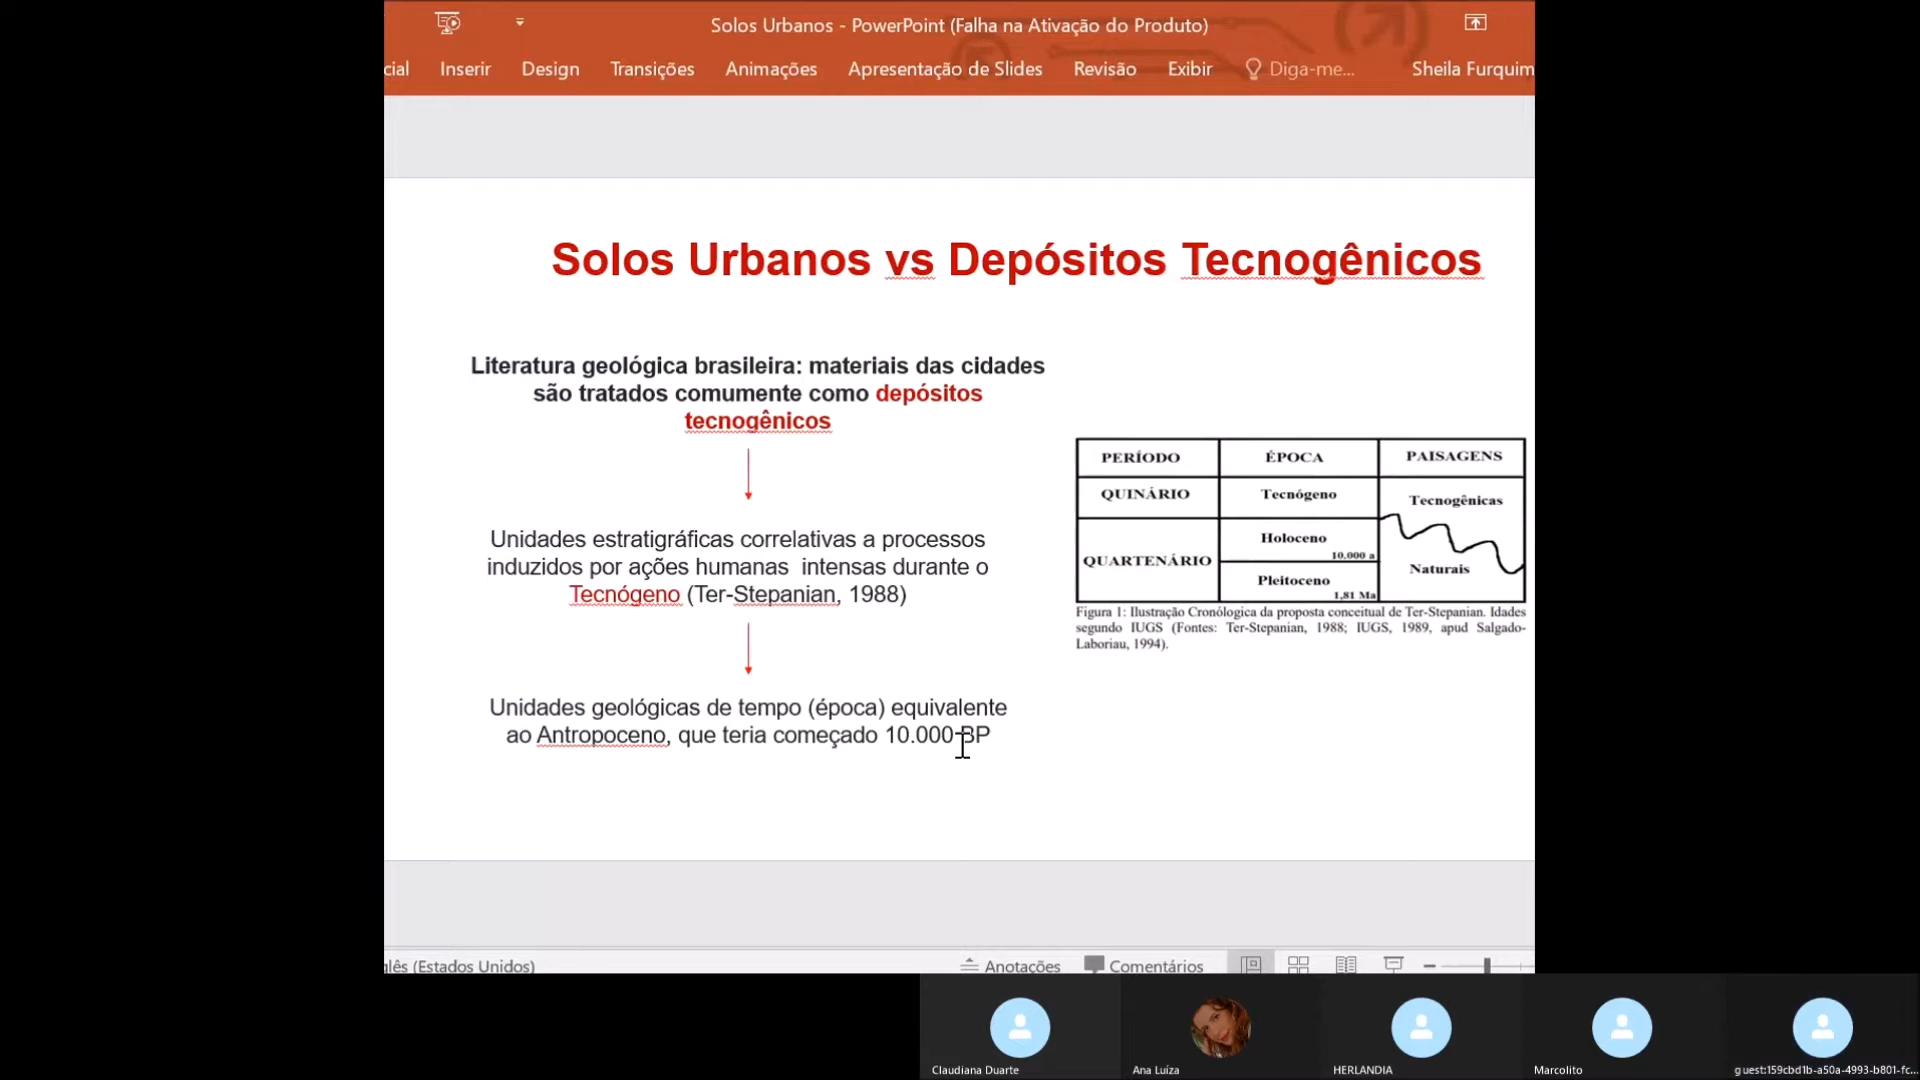 Solos Urbanos - PowerPoint (Falha na Ativação do Produto)
cial Inserir Design Transições Animações Apresentação de Slides Revisão Exibir Diga-me... Sheila Furquim
Solos Urbanos vs Depósitos Tecnogênicos
Literatura geológica brasileira: materiais das cidades
são tratados comumente como depósitos
tecnogênicos
Unidades estratigráficas correlativas a processos
induzidos por ações humanas intensas durante o
Tecnógeno (Ter-Stepanian, 1988)
Unidades geológicas de tempo (época) equivalente
ao Antropoceno, que teria começado 10.000 BP
PERÍODO ÉPOCA PAISAGENS
QUINÁRIO Tecnógeno Tecnogênicas
QUARTENÁRIO Holoceno
10.000 a
Pleitoceno Naturais
1,81 Ma
Figura 1: Ilustração Cronólogica da proposta conceitual de Ter-Stepanian. Idades
segundo IUGS (Fontes: Ter-Stepanian, 1988; IUGS, 1989, apud Salgado-
Laboriau, 1994).
glês (Estados Unidos) Anotações Comentários
Claudiana Duarte Ana Luíza HERLANDIA Marcolito guest:159cbd1b-a50a-4993-b801-fc...